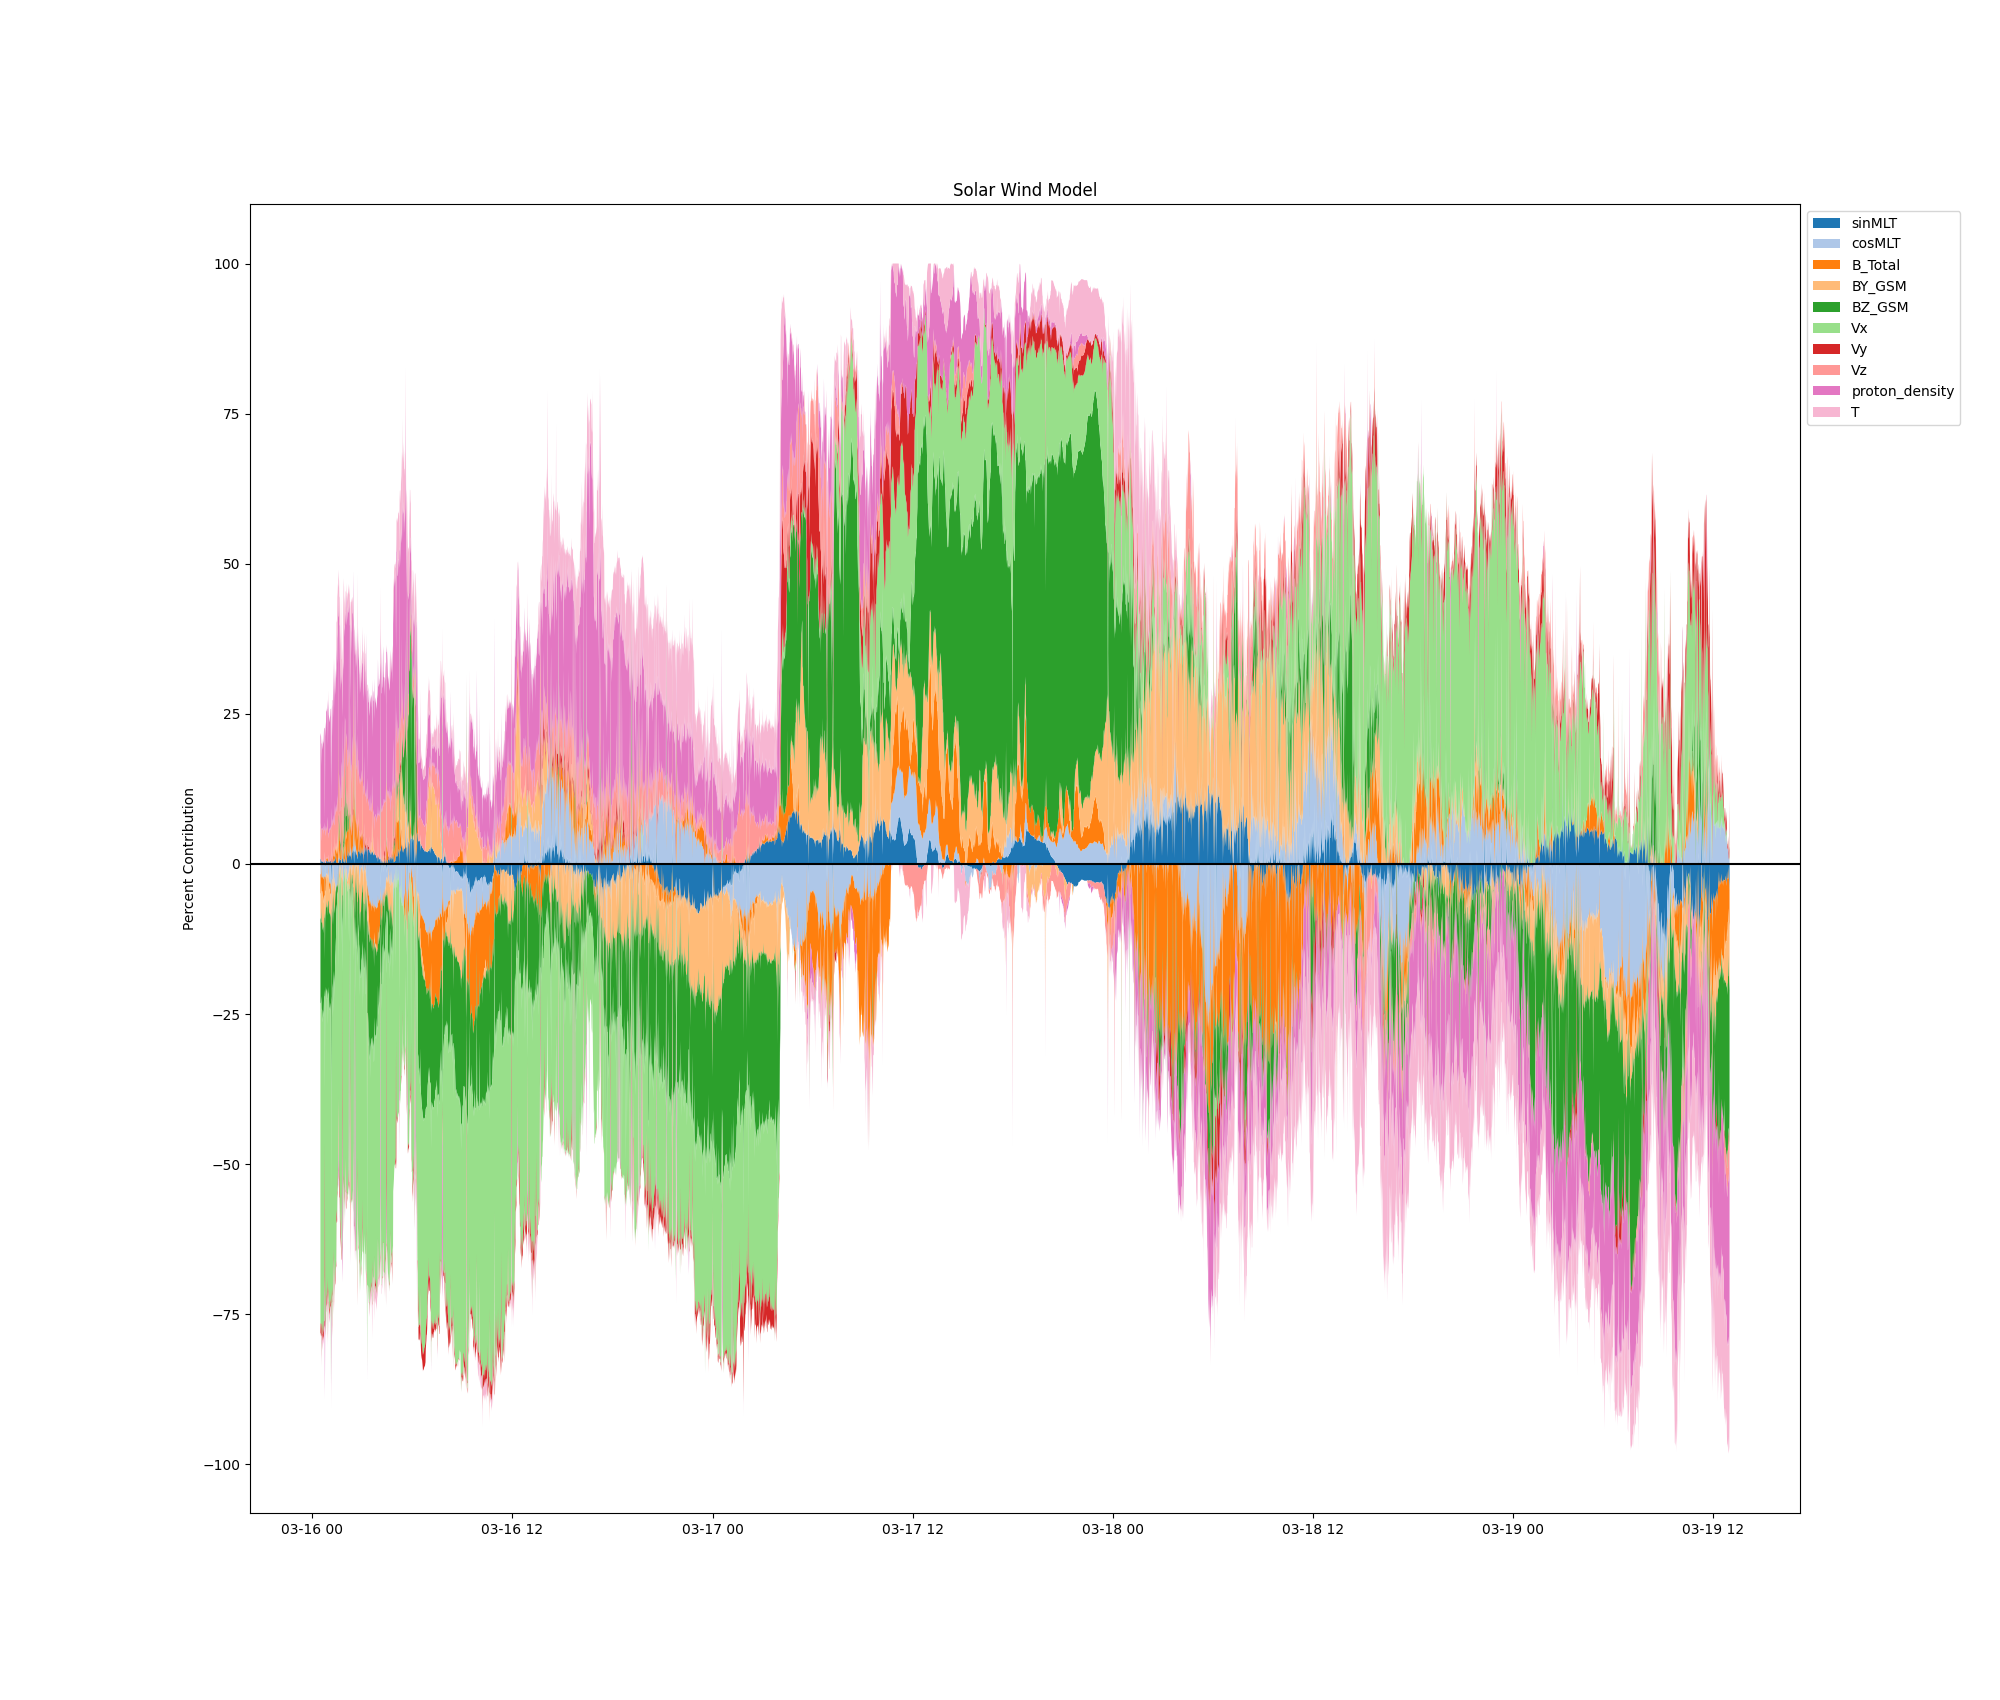 Solar Wind Model
sinMLT
cosMLT
B_Total
BY_GSM
BZ_GSM
Vx
Vy
Vz
proton_density
T
Percent Contribution
100
75
50
25
0
−25
−50
−75
−100
03-16 00
03-16 12
03-17 00
03-17 12
03-18 00
03-18 12
03-19 00
03-19 12